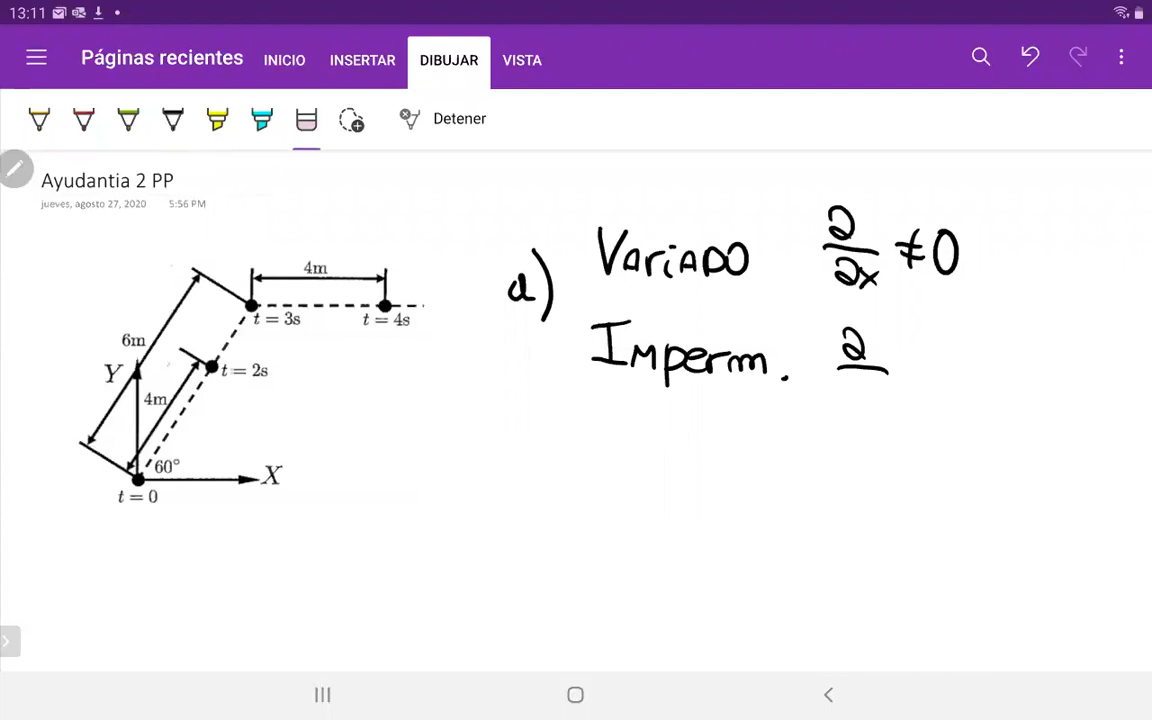 13:11
Páginas recientes INICIO INSERTAR DIBUJAR VISTA
Detener
Ayudantia 2 PP
jueves, agosto 27, 2020 5:56 PM
a) Variado ∂/∂x ≠ 0
Imperm. ∂
4m
t = 3s t = 4s
6m
Y
t = 2s
4m
60°
X
t = 0